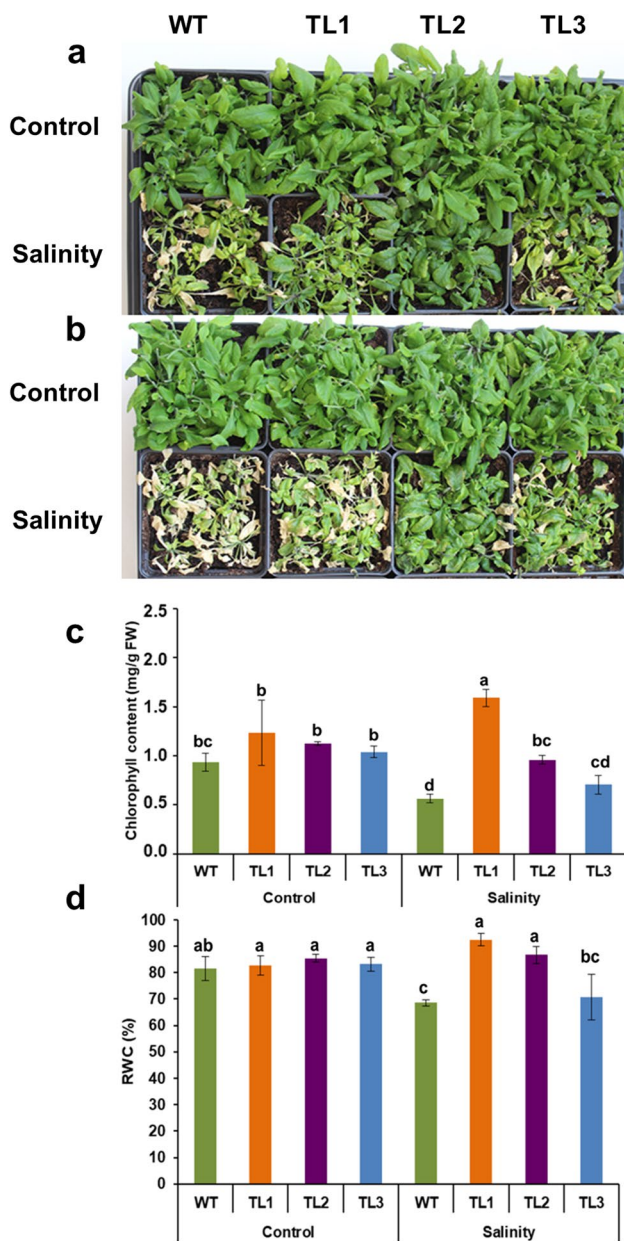 WT TL1 TL2 TL3
a
Control
Salinity
b
Control
Salinity
c
Chlorophyll content (mg/g FW)
2.5
2.0
1.5
1.0
0.5
0.0
bc b b b d a bc cd
WT TL1 TL2 TL3 WT TL1 TL2 TL3
Control Salinity
d
RWC (%)
100
90
80
70
60
50
40
30
20
10
0
ab a a a c a a bc
WT TL1 TL2 TL3 WT TL1 TL2 TL3
Control Salinity